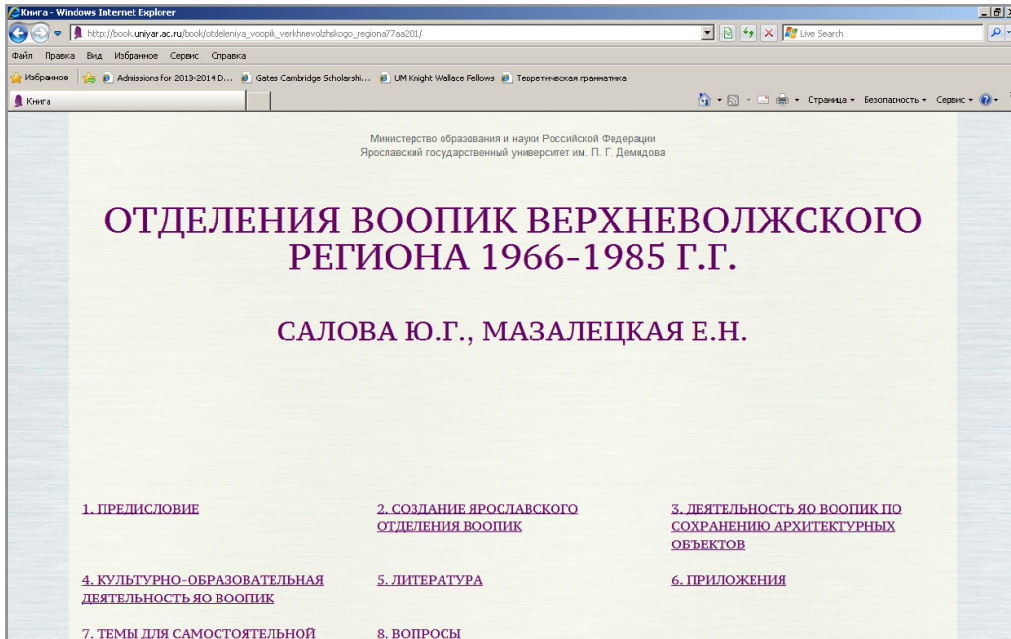 Книга - Windows Internet Explorer
http://book.uniyar.ac.ru/book/otdeleniya_voopik_verkhnevolzhskogo_regiona77aa201/
Live Search
Файл Правка Вид Избранное Сервис Справка
Избранное Admissions for 2013-2014 D... Gates Cambridge Scholarshi... UM Knight Wallace Fellows Теоретическая грамматика
Книга
Страница Безопасность Сервис
Министерство образования и науки Российской Федерации
Ярославский государственный университет им. П. Г. Демидова
ОТДЕЛЕНИЯ ВООПИК ВЕРХНЕВОЛЖСКОГО
РЕГИОНА 1966-1985 Г.Г.
САЛОВА Ю.Г., МАЗАЛЕЦКАЯ Е.Н.
1. ПРЕДИСЛОВИЕ
2. СОЗДАНИЕ ЯРОСЛАВСКОГО
ОТДЕЛЕНИЯ ВООПИК
3. ДЕЯТЕЛЬНОСТЬ ЯО ВООПИК ПО
СОХРАНЕНИЮ АРХИТЕКТУРНЫХ
ОБЪЕКТОВ
4. КУЛЬТУРНО-ОБРАЗОВАТЕЛЬНАЯ
ДЕЯТЕЛЬНОСТЬ ЯО ВООПИК
5. ЛИТЕРАТУРА
6. ПРИЛОЖЕНИЯ
7. ТЕМЫ ДЛЯ САМОСТОЯТЕЛЬНОЙ
8. ВОПРОСЫ